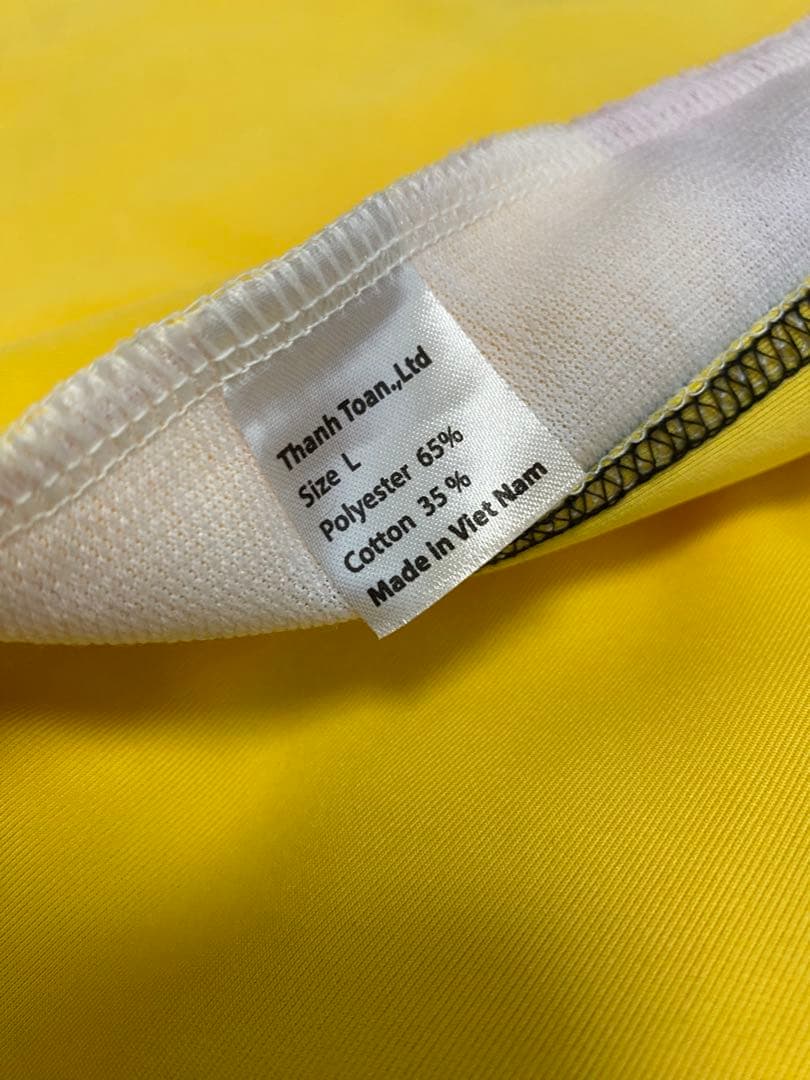 Thanh Toan.,Ltd
Size L
Polyester 65%
Cotton 35 %
Made in Viet Nam